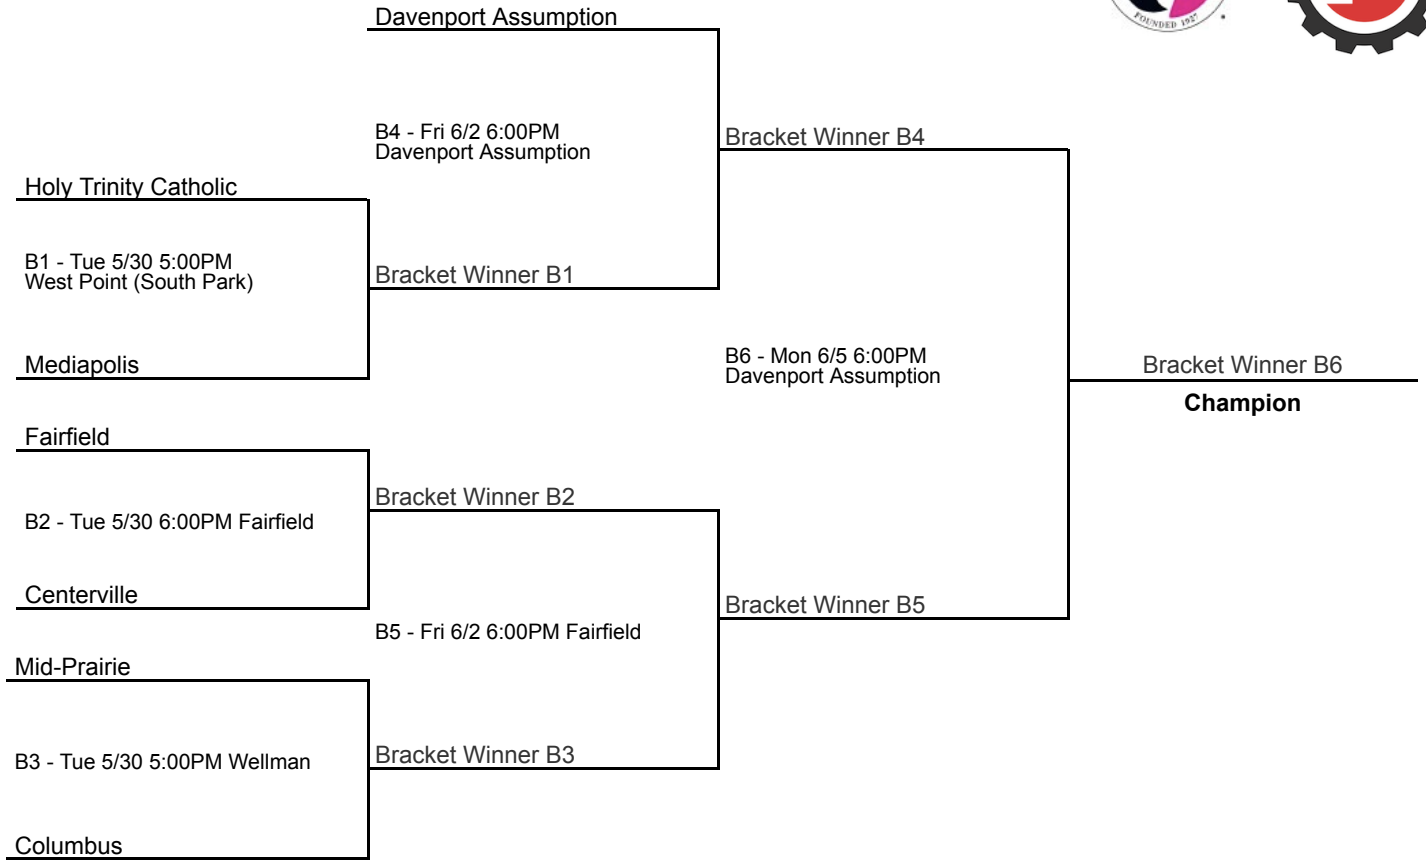 Davenport Assumption
FOUNDED 1927
B4 - Fri 6/2 6:00PM
Davenport Assumption
Bracket Winner B4
Holy Trinity Catholic
B1 - Tue 5/30 5:00PM
West Point (South Park)
Bracket Winner B1
Mediapolis
B6 - Mon 6/5 6:00PM
Davenport Assumption
Bracket Winner B6
Champion
Fairfield
Bracket Winner B2
B2 - Tue 5/30 6:00PM Fairfield
Centerville
Bracket Winner B5
B5 - Fri 6/2 6:00PM Fairfield
Mid-Prairie
Bracket Winner B3
B3 - Tue 5/30 5:00PM Wellman
Columbus